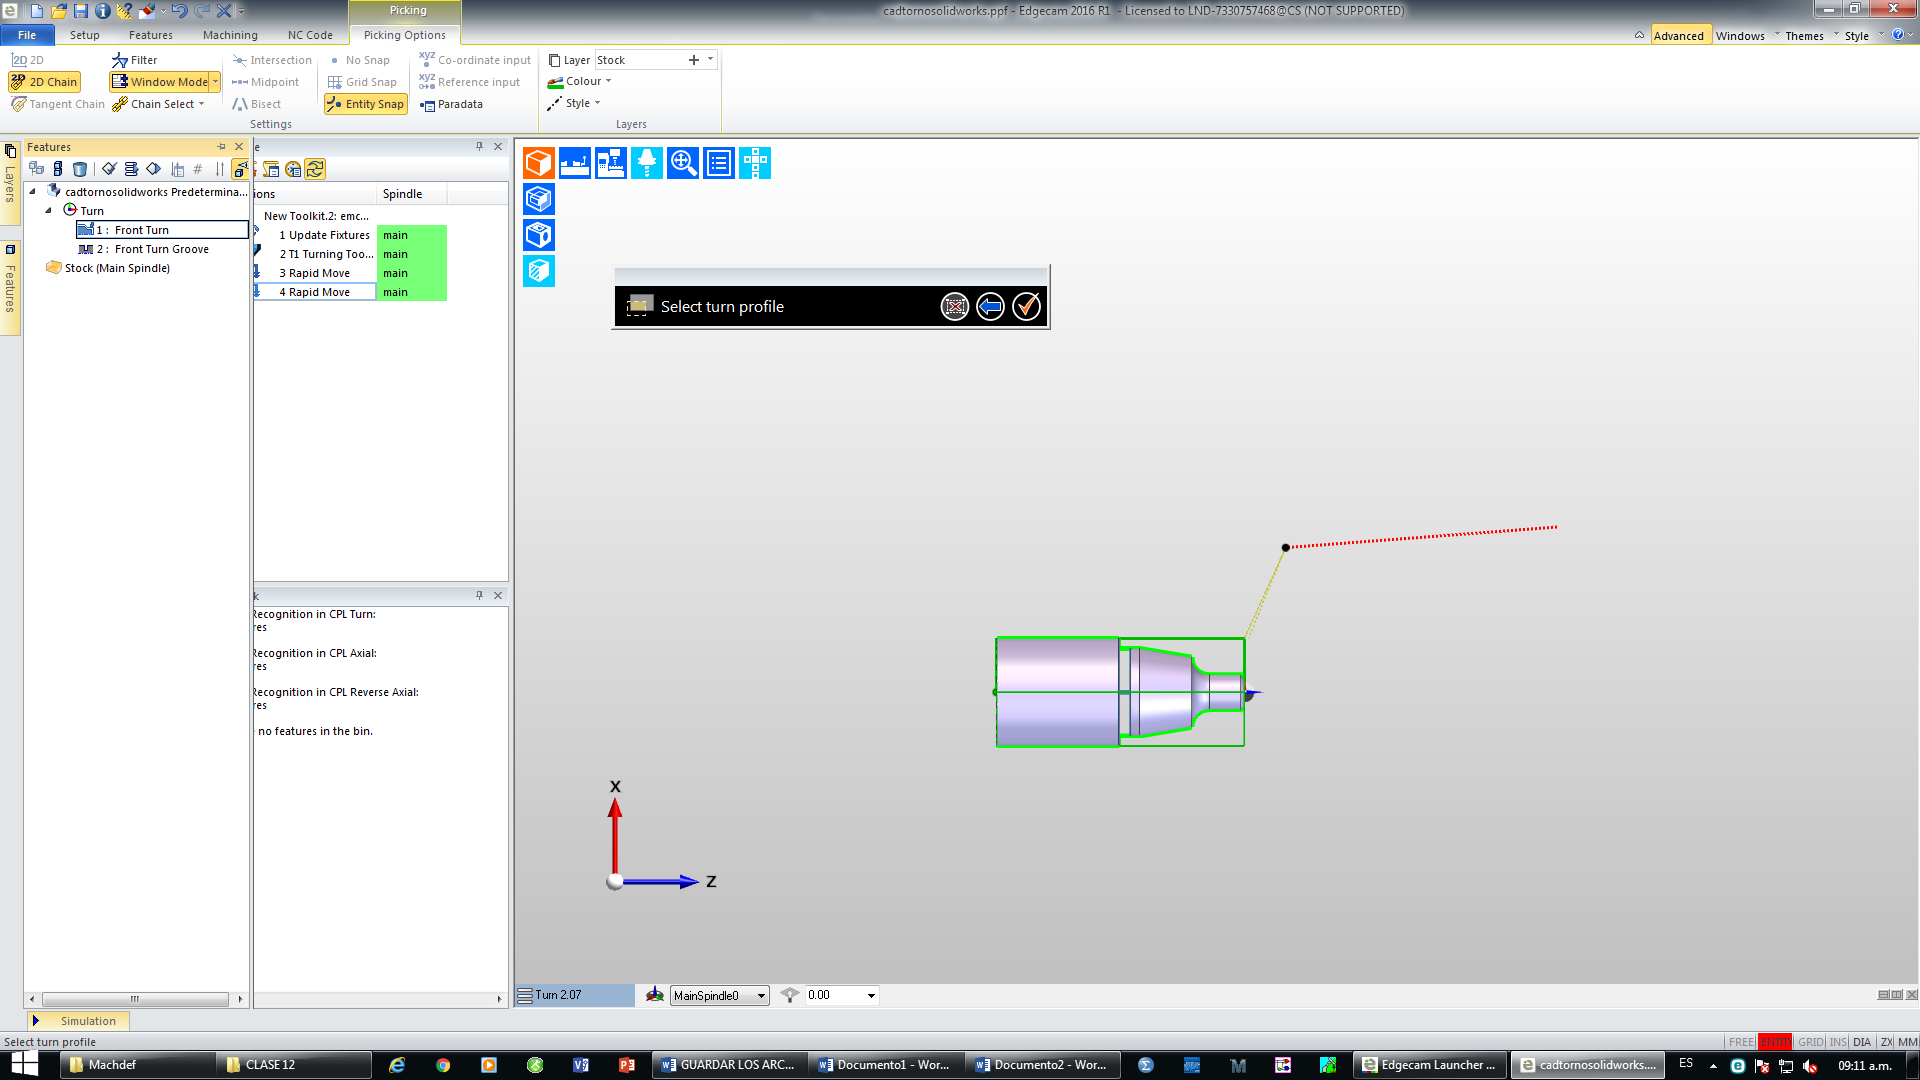 Picking
cadtornosolidworks.ppf - Edgecam 2016 R1 - Licensed to LND-7330757468@CS (NOT SUPPORTED)
File Setup Features Machining NC Code Picking Options
Advanced Windows Themes Style
2D Filter Intersection No Snap Co-ordinate input Layer Stock
2D Chain Window Mode Midpoint Grid Snap Reference input Colour
Tangent Chain Chain Select Bisect Entity Snap Paradata Style
Settings Layers
Features
Layers
Features
cadtornosolidworks Predetermina...
Turn
1 : Front Turn
2 : Front Turn Groove
Stock (Main Spindle)
e
ions Spindle
New Toolkit.2: emc...
1 Update Fixtures main
2 T1 Turning Too... main
3 Rapid Move main
4 Rapid Move main
k
Recognition in CPL Turn:
res
Recognition in CPL Axial:
res
Recognition in CPL Reverse Axial:
res
no features in the bin.
Select turn profile
X
Z
Turn 2.07 MainSpindle0 0.00
Simulation
Select turn profile
FREE ENTITY GRID INS DIA ZX MM
Machdef CLASE 12 GUARDAR LOS ARC... Documento1 - Wor... Documento2 - Wor... Edgecam Launcher ... cadtornosolidworks.... ES 09:11 a.m.